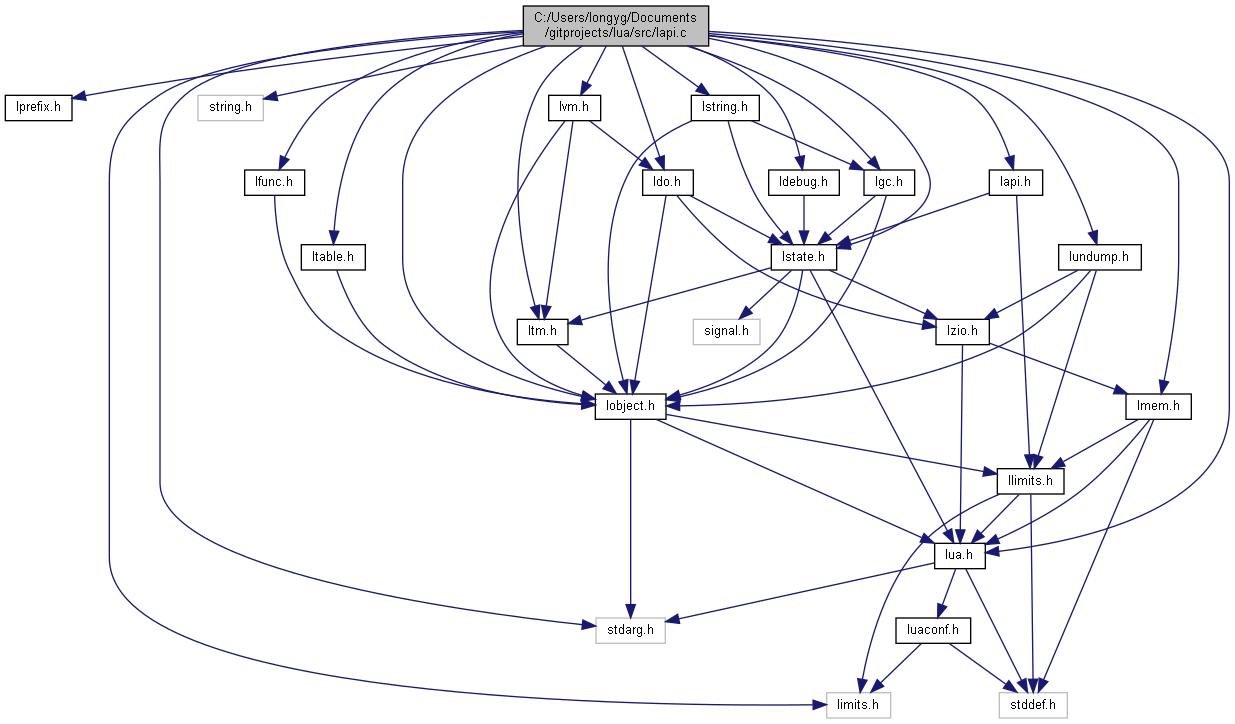 C:/Users/longyg/Documents
/gitprojects/lua/src/lapi.c
lprefix.h
string.h
lvm.h
lstring.h
lfunc.h
ldo.h
ldebug.h
lgc.h
lapi.h
ltable.h
lstate.h
lundump.h
ltm.h
signal.h
lzio.h
lobject.h
lmem.h
llimits.h
lua.h
stdarg.h
luaconf.h
limits.h
stddef.h